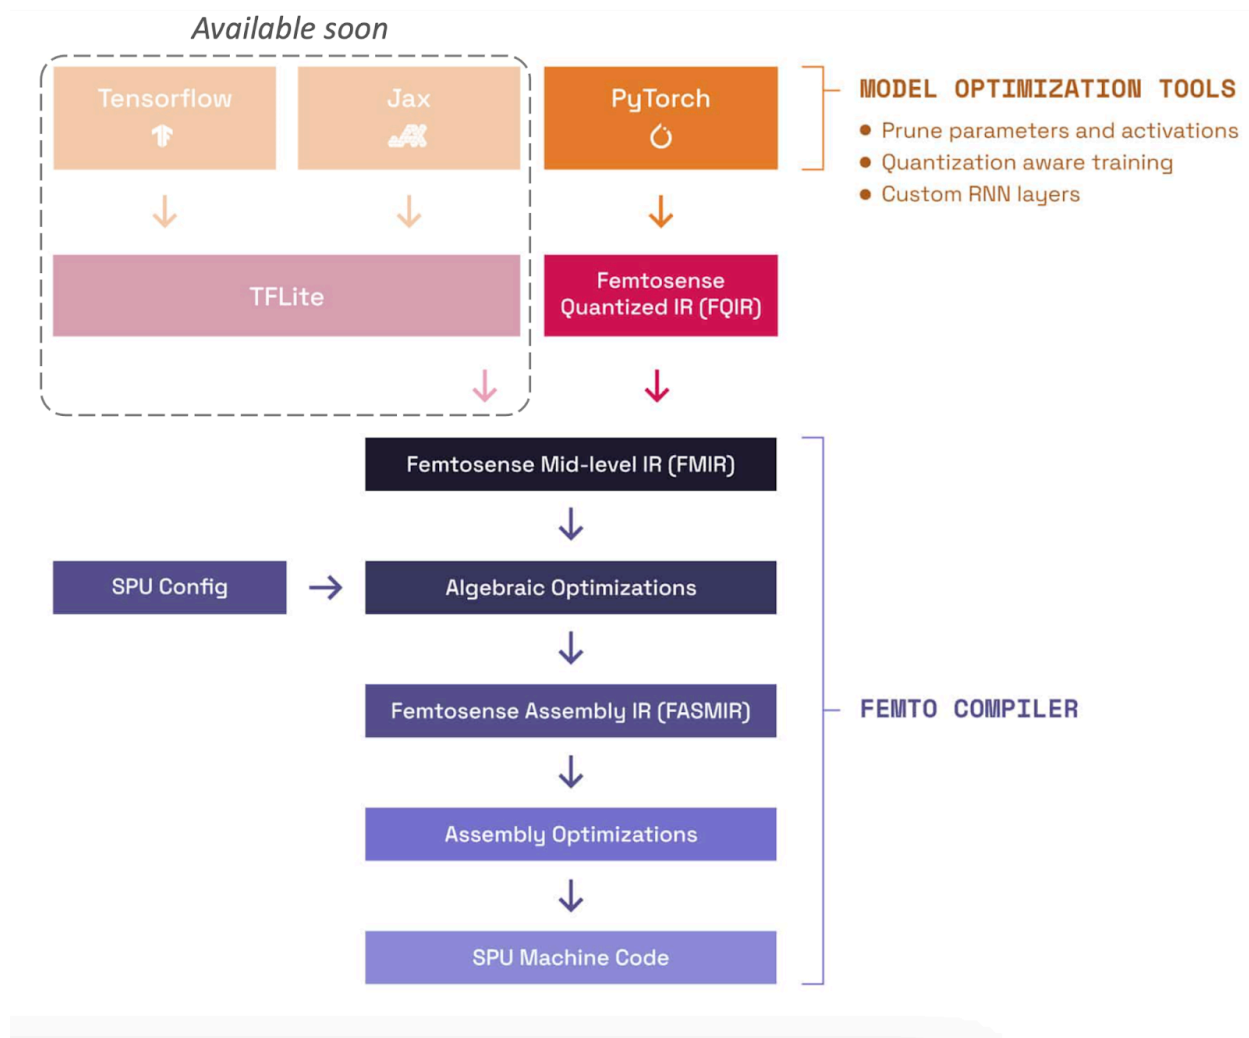 Available soon
Tensorflow
Jax
PyTorch
MODEL OPTIMIZATION TOOLS
Prune parameters and activations
Quantization aware training
Custom RNN layers
TFLite
Femtosense
Quantized IR (FQIR)
Femtosense Mid-level IR (FMIR)
SPU Config
Algebraic Optimizations
Femtosense Assembly IR (FASMIR)
FEMTO COMPILER
Assembly Optimizations
SPU Machine Code